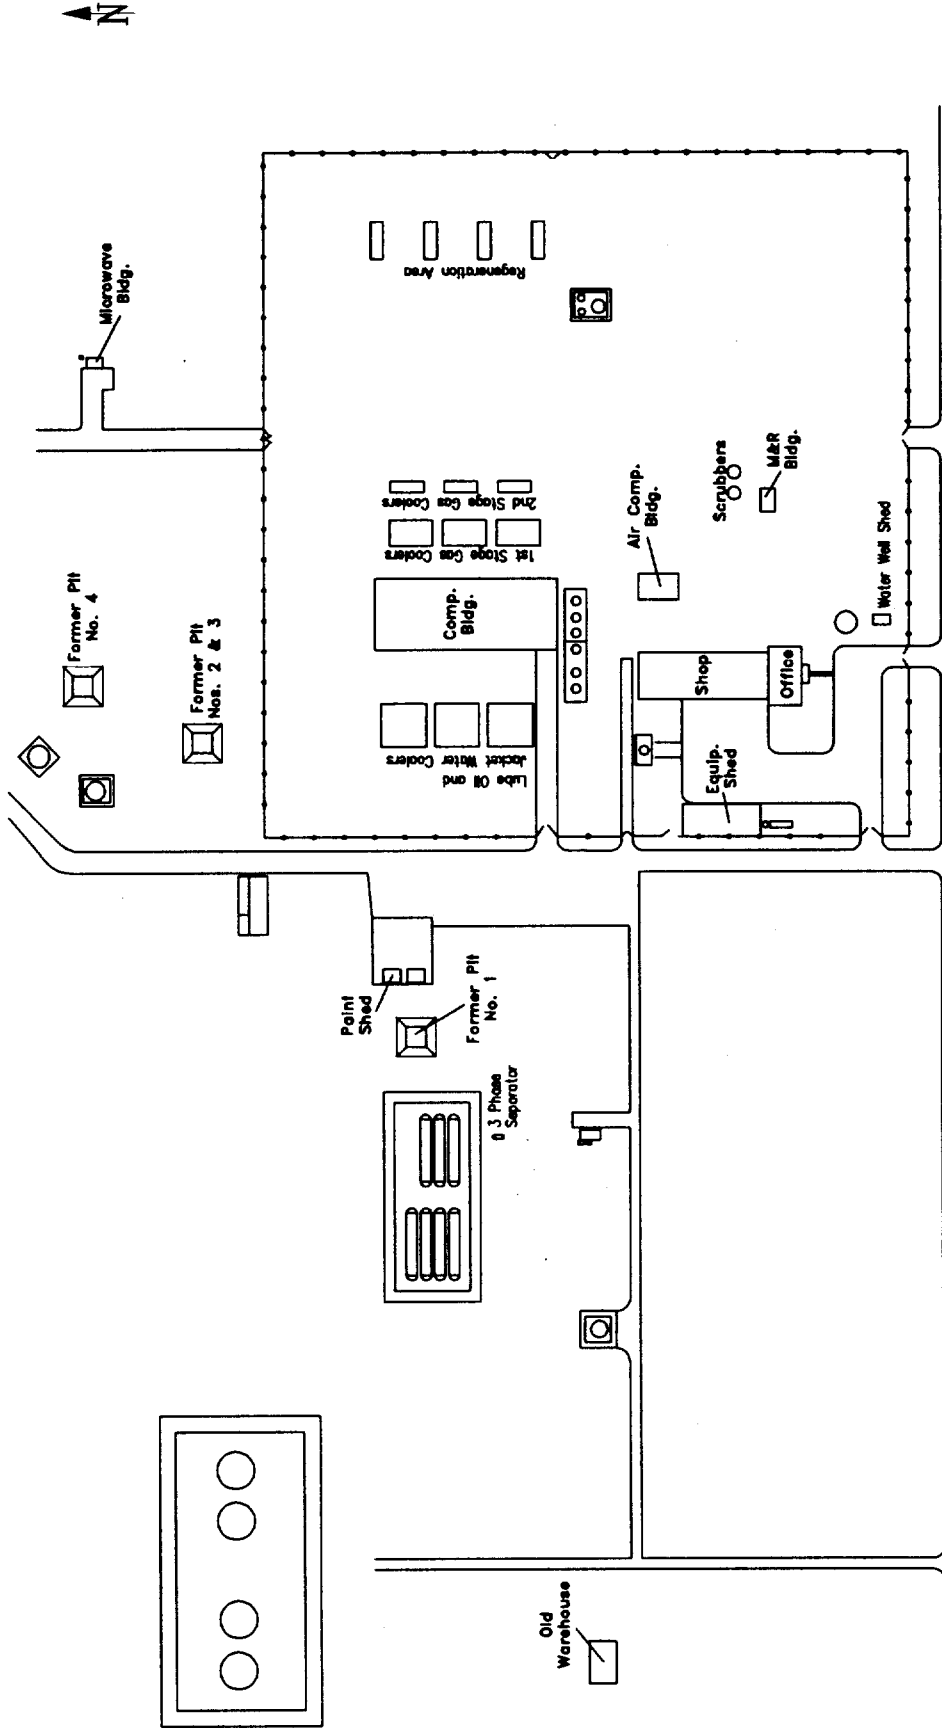 N
Microwave
Bldg.
Former Pit
No. 4
Former Pit
Nos. 2 & 3
Regeneration Area
2nd Stage Gas Coolers
1st Stage Gas Coolers
Comp.
Bldg.
Lube Oil and
Jacket Water Coolers
Air Comp.
Bldg.
Scrubbers
M&R
Bldg.
Water Well Shed
Shop
Office
Equip.
Shed
Paint
Shed
Former Pit
No. 1
3 Phase
Separator
Old
Warehouse